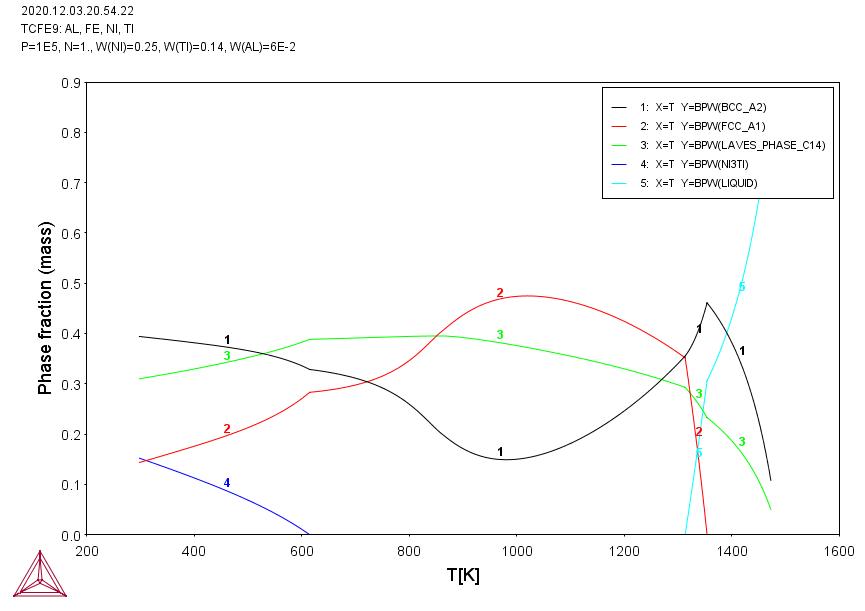 2020.12.03.20.54.22
TCFE9: AL, FE, NI, TI
P=1E5, N=1., W(NI)=0.25, W(TI)=0.14, W(AL)=6E-2
0.9
0.8
0.7
0.6
0.5
0.4
0.3
0.2
0.1
0.0
Phase fraction (mass)
1: X=T Y=BPW(BCC_A2)
2: X=T Y=BPW(FCC_A1)
3: X=T Y=BPW(LAVES_PHASE_C14)
4: X=T Y=BPW(NI3TI)
5: X=T Y=BPW(LIQUID)
1
3
2
4
2
3
1
1
3
2
5
5
1
3
200 400 600 800 1000 1200 1400 1600
T[K]